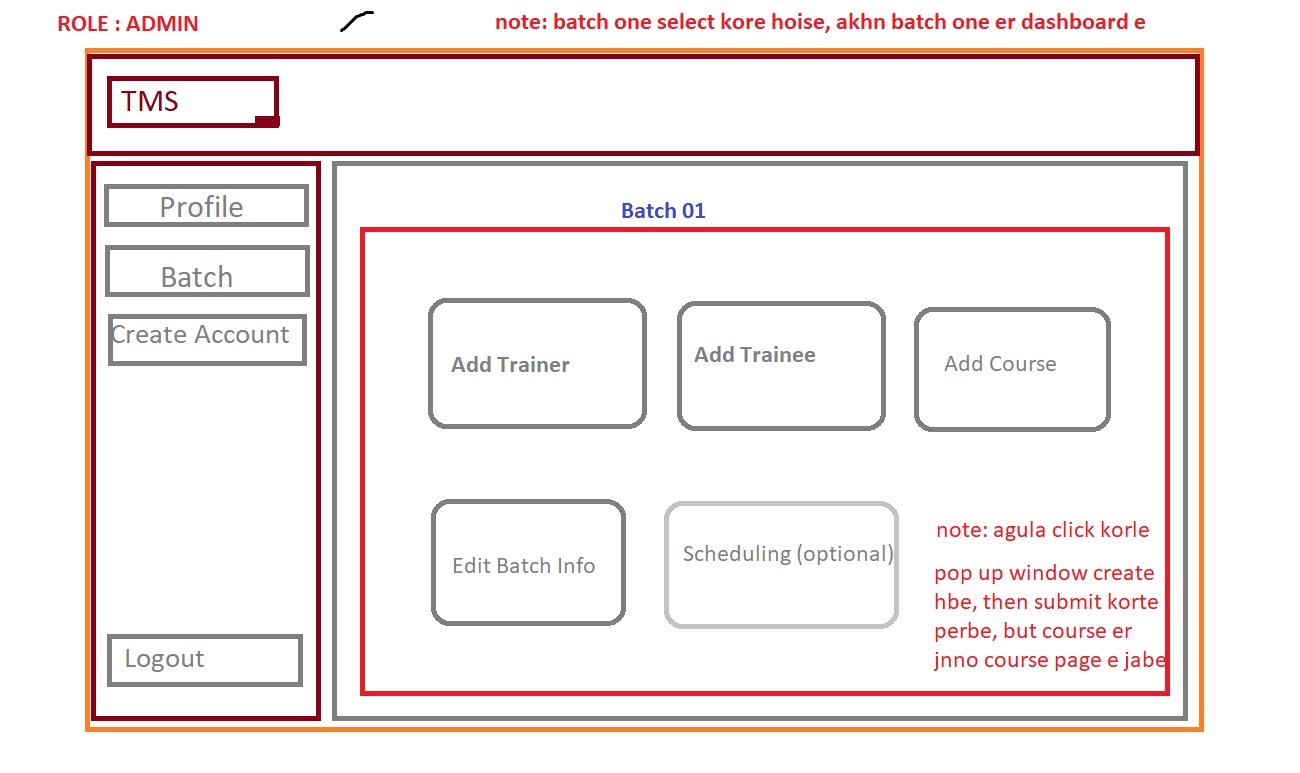 ROLE : ADMIN
note: batch one select kore hoise, akhn batch one er dashboard e
TMS
Profile
Batch
Create Account
Logout
Batch 01
Add Trainer
Add Trainee
Add Course
Edit Batch Info
Scheduling (optional)
note: agula click korle
pop up window create
hbe, then submit korte
perbe, but course er
jnno course page e jabe